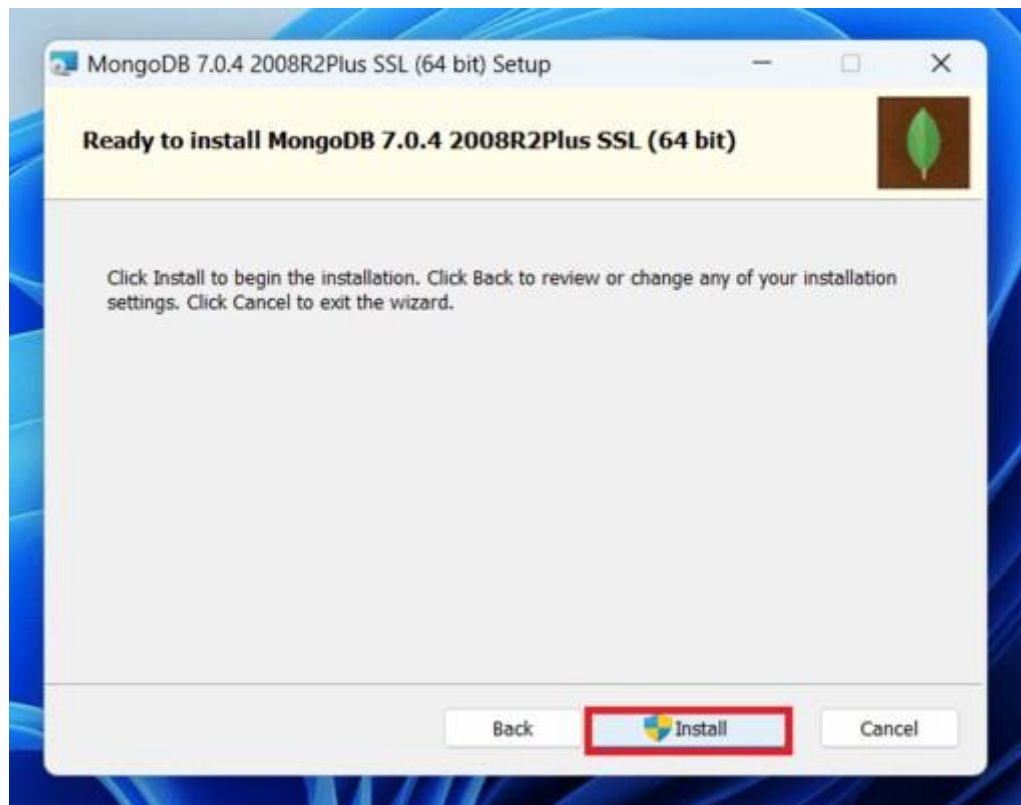 MongoDB 7.0.4 2008R2Plus SSL (64 bit) Setup
Ready to install MongoDB 7.0.4 2008R2Plus SSL (64 bit)
Click Install to begin the installation. Click Back to review or change any of your installation
settings. Click Cancel to exit the wizard.
Back Install Cancel